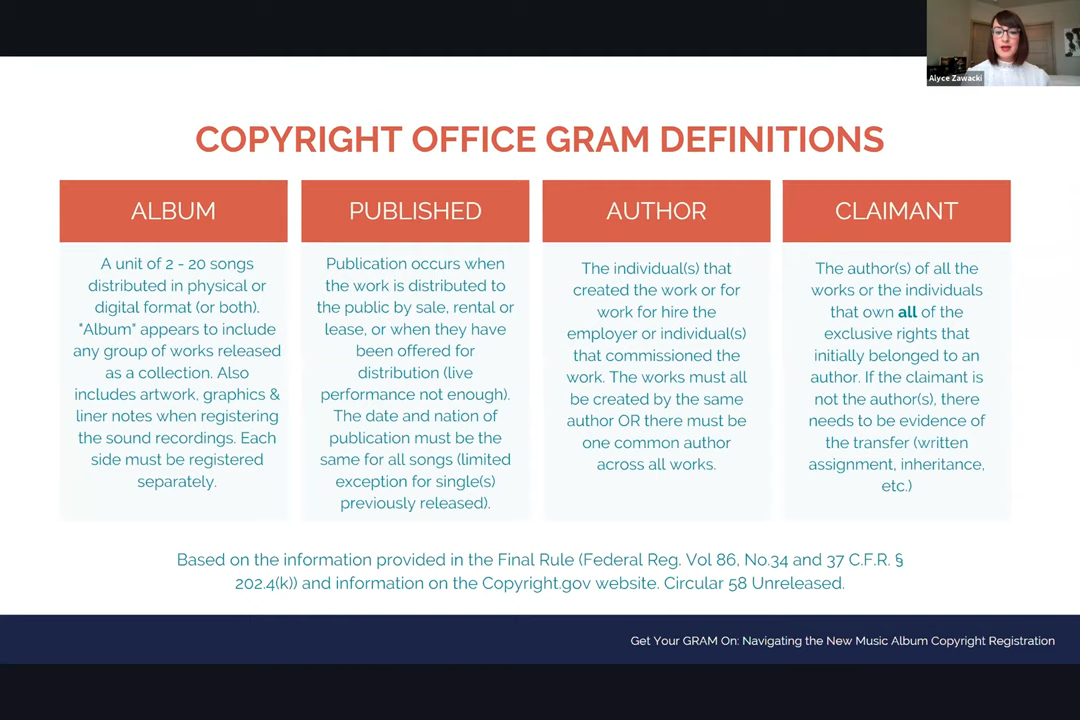 Alyce Zawacki
COPYRIGHT OFFICE GRAM DEFINITIONS
ALBUM
A unit of 2 - 20 songs
distributed in physical or
digital format (or both).
"Album" appears to include
any group of works released
as a collection. Also
includes artwork, graphics &
liner notes when registering
the sound recordings. Each
side must be registered
separately.
PUBLISHED
Publication occurs when
the work is distributed to
the public by sale, rental or
lease, or when they have
been offered for
distribution (live
performance not enough).
The date and nation of
publication must be the
same for all songs (limited
exception for single(s)
previously released).
AUTHOR
The individual(s) that
created the work or for
work for hire the
employer or individual(s)
that commissioned the
work. The works must all
be created by the same
author OR there must be
one common author
across all works.
CLAIMANT
The author(s) of all the
works or the individuals
that own all of the
exclusive rights that
initially belonged to an
author. If the claimant is
not the author(s), there
needs to be evidence of
the transfer (written
assignment, inheritance,
etc.)
Based on the information provided in the Final Rule (Federal Reg. Vol 86, No.34 and 37 C.F.R. §
202.4(k)) and information on the Copyright.gov website. Circular 58 Unreleased.
Get Your GRAM On: Navigating the New Music Album Copyright Registration